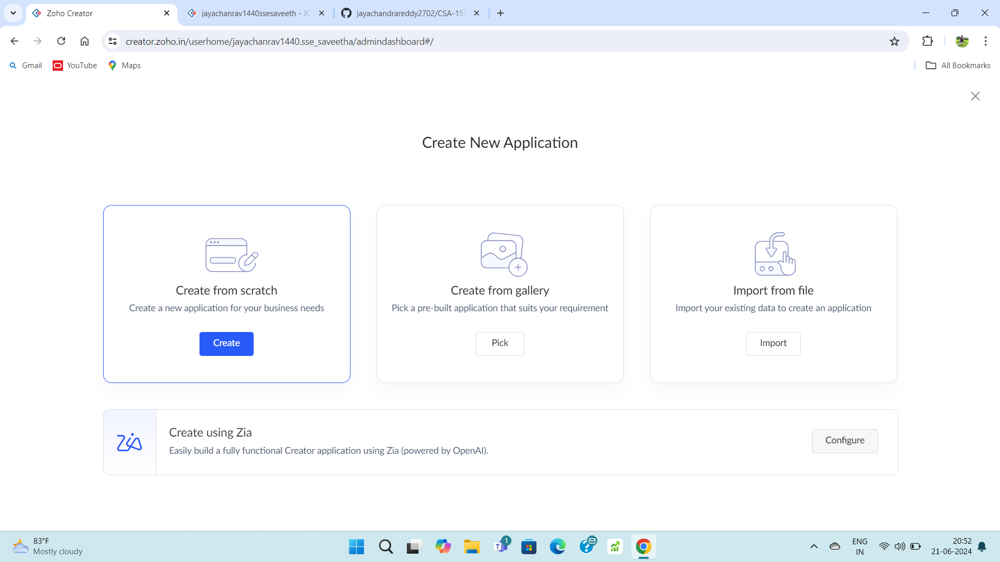 Zoho Creator
jayachanrav1440ssesaveeth - JC
jayachandrareddy2702/CSA-158
creator.zoho.in/userhome/jayachanrav1440.sse_saveetha/admindashboard#/
Gmail
YouTube
Maps
All Bookmarks
Create New Application
Create from scratch
Create a new application for your business needs
Create
Create from gallery
Pick a pre-built application that suits your requirement
Pick
Import from file
Import your existing data to create an application
Import
Zia
Create using Zia
Easily build a fully functional Creator application using Zia (powered by OpenAI).
Configure
83°F
Mostly cloudy
1
ENG
IN
20:52
21-06-2024